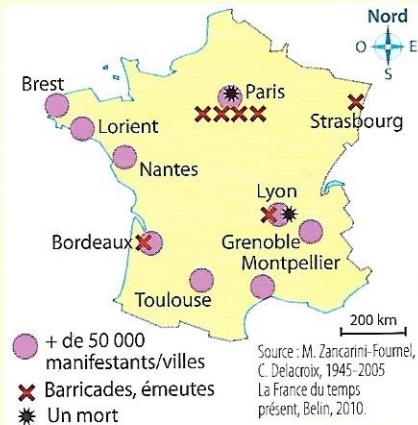 Nord
O
E
S
Brest
Paris
Lorient
Strasbourg
Nantes
Lyon
Bordeaux
Grenoble
Montpellier
Toulouse
200 km
+ de 50 000
manifestants/villes
Barricades, émeutes
Un mort
Source : M. Zancarini-Fournel,
C. Delacroix, 1945-2005
La France du temps
présent, Belin, 2010.